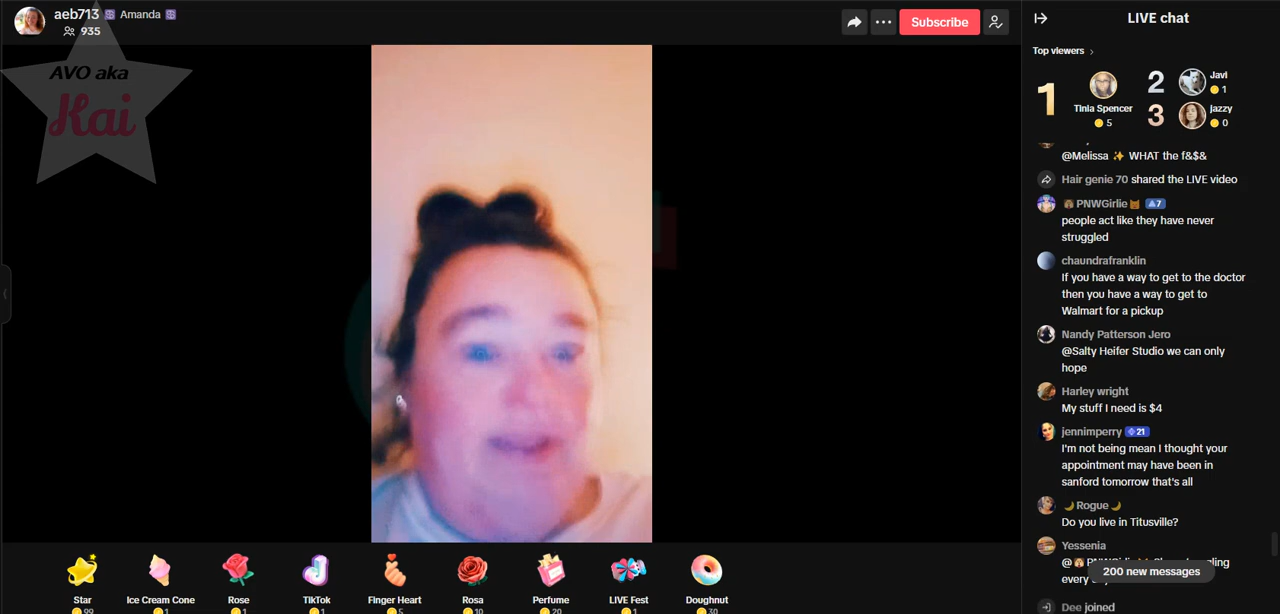 aeb713 Amanda
935
Subscribe
AVO aka
Kai
LIVE chat
Top viewers
1
Tinla Spencer
5
2
Javi
1
3
jazzy
0
@Melissa ✨ WHAT the f&$&
Hair genie 70 shared the LIVE video
PNWGirlie 7
people act like they have never
struggled
chaundrafranklin
If you have a way to get to the doctor
then you have a way to get to
Walmart for a pickup
Nandy Patterson Jero
@Salty Heifer Studio we can only
hope
Harley wright
My stuff I need is $4
jennimperry 21
I'm not being mean I thought your
appointment may have been in
sanford tomorrow that's all
🌙Rogue🌙
Do you live in Titusville?
Yessenia
every
200 new messages
Dee joined
Star
99
Ice Cream Cone
1
Rose
1
TikTok
1
Finger Heart
5
Rosa
10
Perfume
20
LIVE Fest
1
Doughnut
30